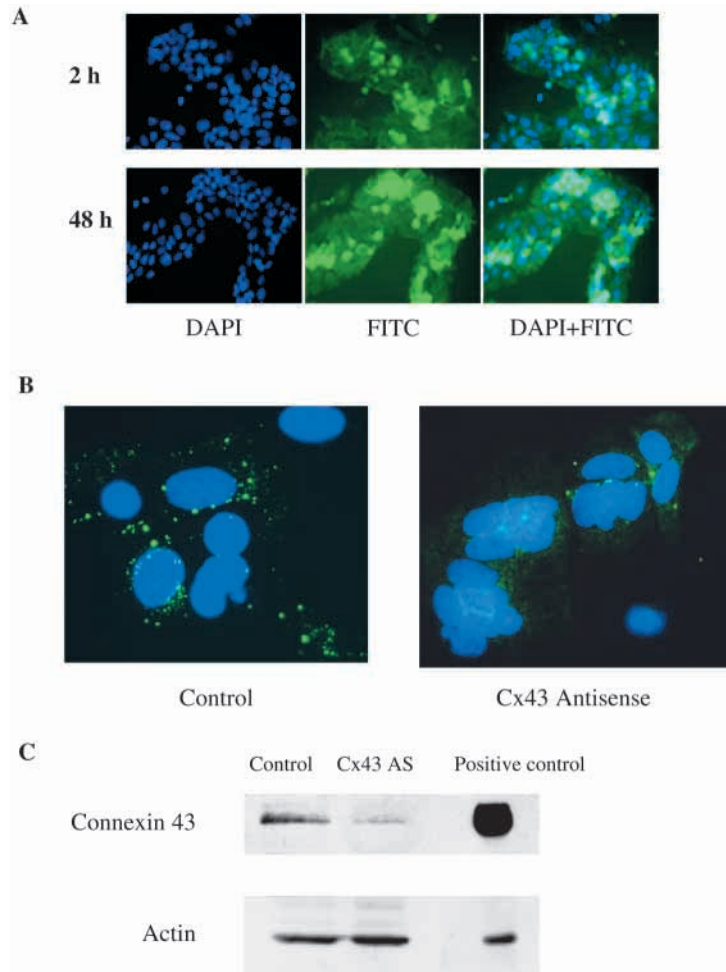 A
2 h
48 h
DAPI FITC DAPI+FITC
B
Control Cx43 Antisense
C
Control Cx43 AS Positive control
Connexin 43
Actin